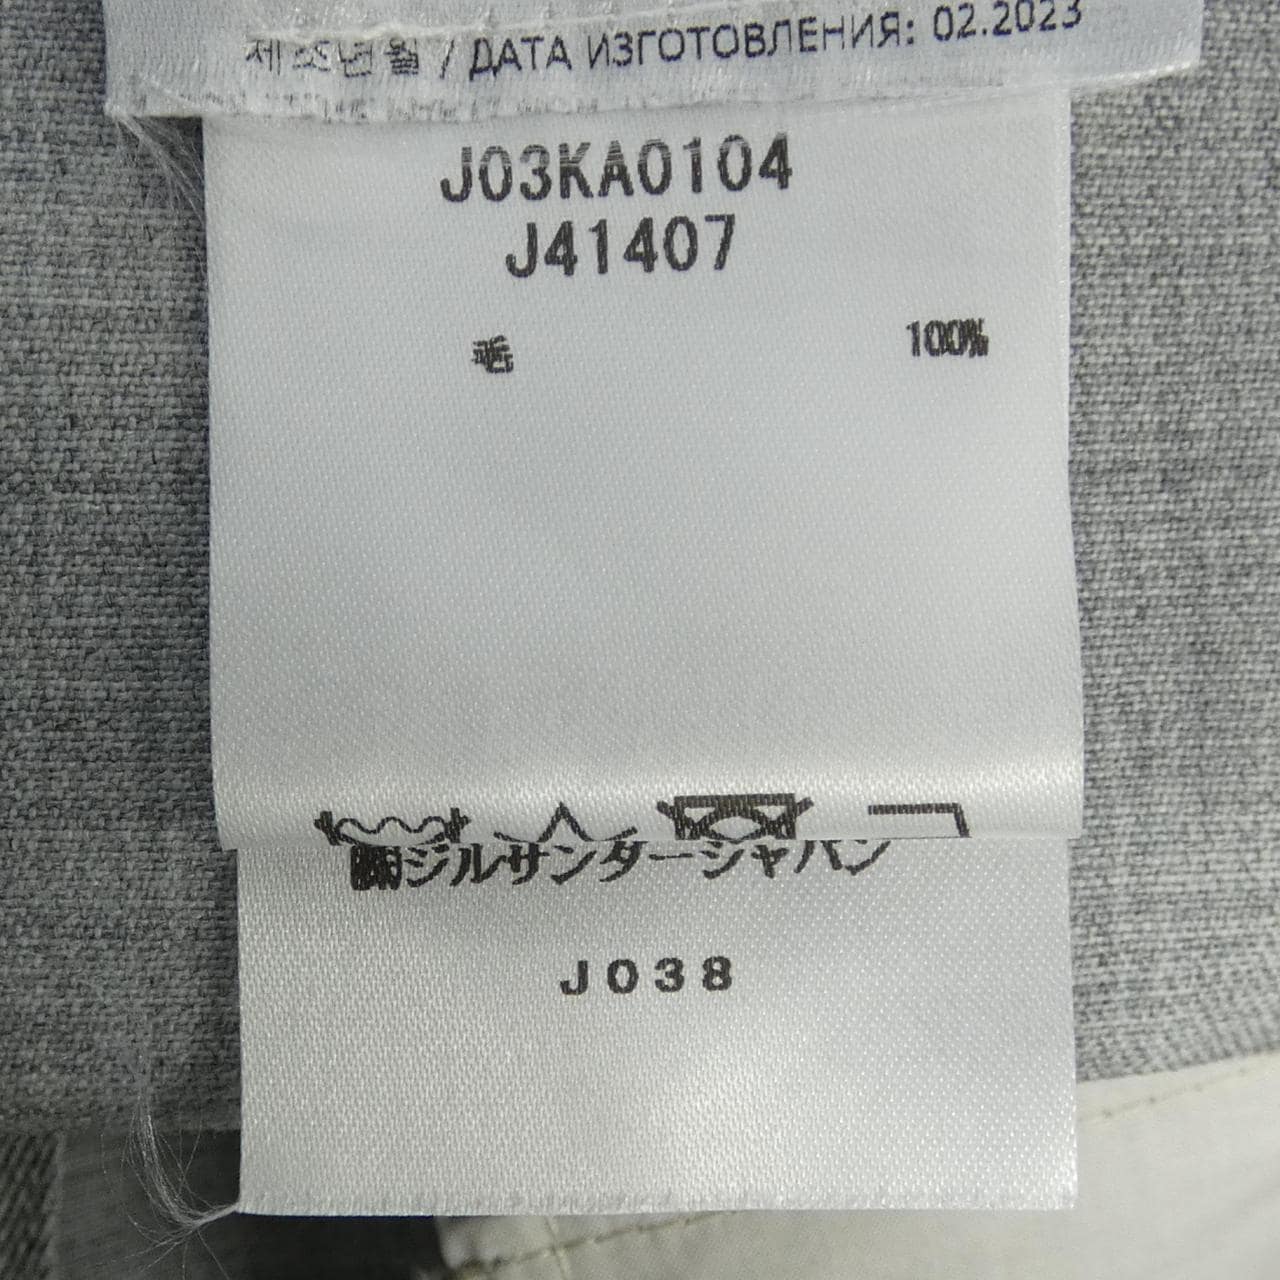 제조년월 / ДАТА ИЗГОТОВЛЕНИЯ: 02.2023
J03KA0104
J41407
毛 100%
㈱ジルサンダージャパン
J038